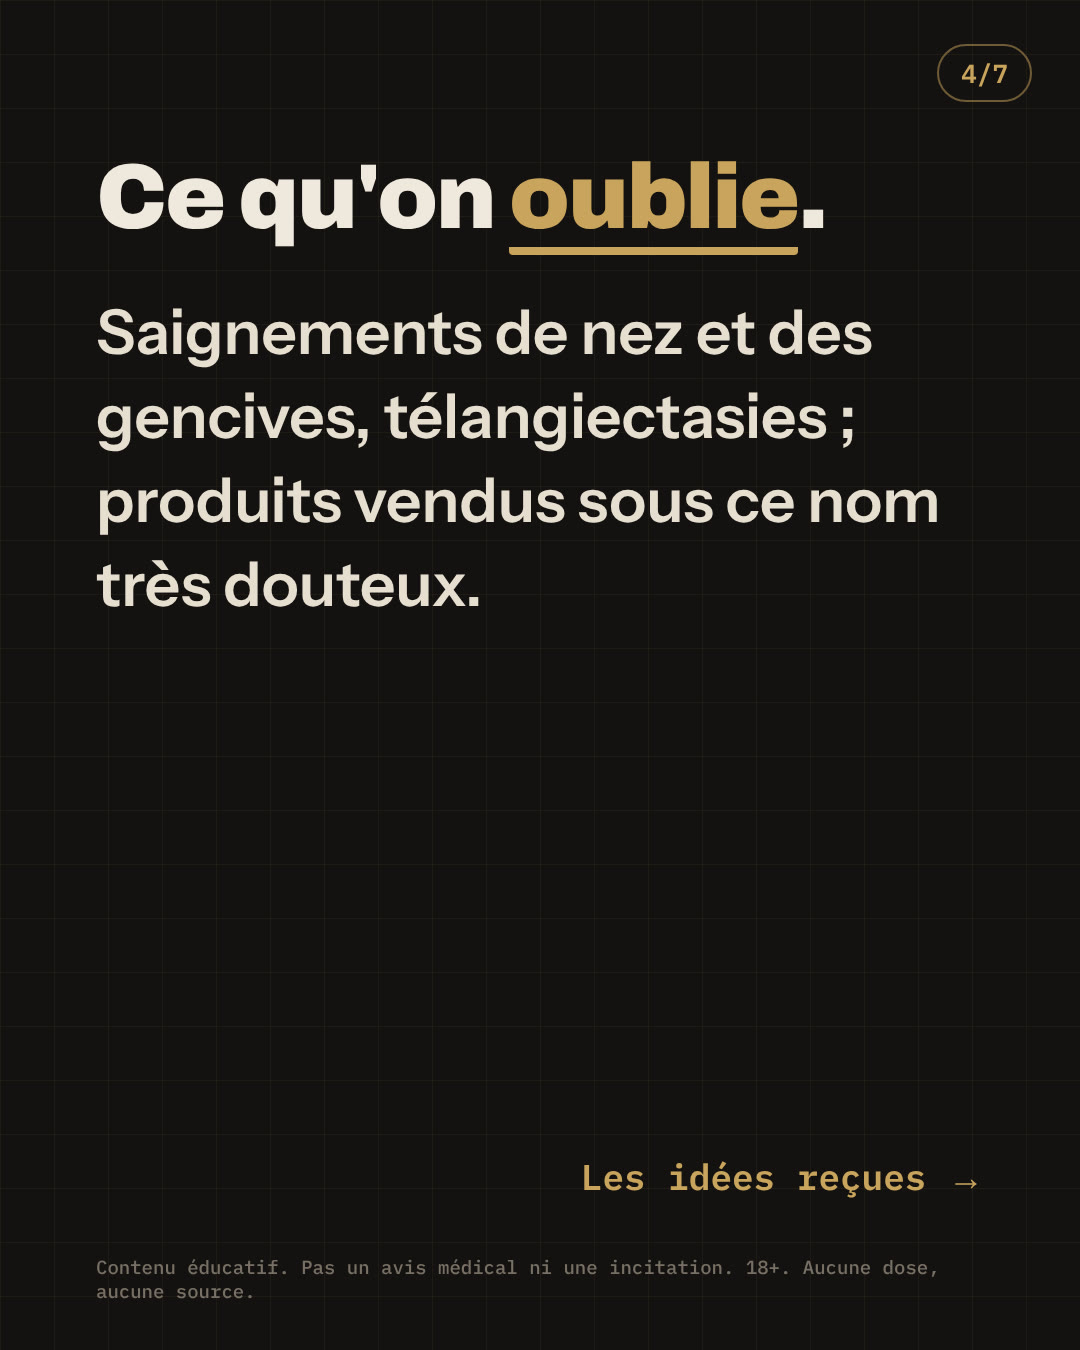 4/7
Ce qu'on oublie.
Saignements de nez et des
gencives, télangiectasies ;
produits vendus sous ce nom
très douteux.
Les idées reçues →
Contenu éducatif. Pas un avis médical ni une incitation. 18+. Aucune dose,
aucune source.